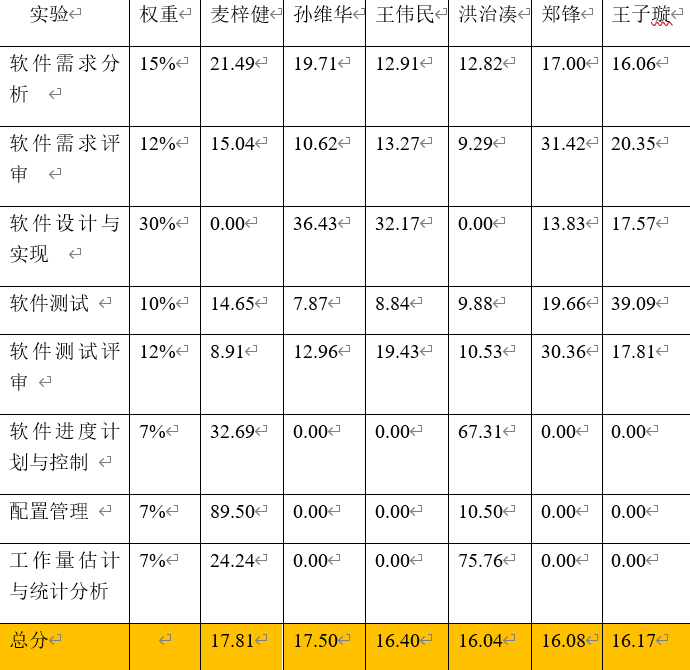 实验 权重 麦梓健 孙维华 王伟民 洪治凑 郑锋 王子璇
软件需求分 15% 21.49 19.71 12.91 12.82 17.00 16.06
析
软件需求评 12% 15.04 10.62 13.27 9.29 31.42 20.35
审
软件设计与 30% 0.00 36.43 32.17 0.00 13.83 17.57
实现
软件测试 10% 14.65 7.87 8.84 9.88 19.66 39.09
软件测试评 12% 8.91 12.96 19.43 10.53 30.36 17.81
审
软件进度计 7% 32.69 0.00 0.00 67.31 0.00 0.00
划与控制
配置管理 7% 89.50 0.00 0.00 10.50 0.00 0.00
工作量估计 7% 24.24 0.00 0.00 75.76 0.00 0.00
与统计分析
总分 17.81 17.50 16.40 16.04 16.08 16.17